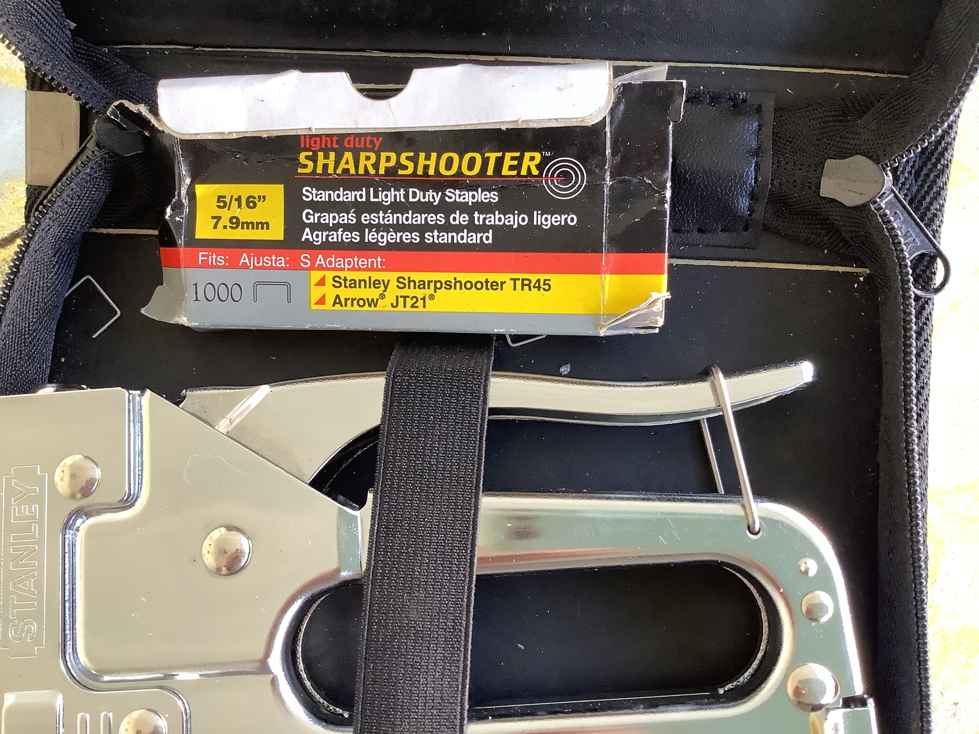 light duty
SHARPSHOOTER™
5/16"
7.9mm
Standard Light Duty Staples
Grapas estándares de trabajo ligero
Agrafes légères standard
Fits: Ajusta: S Adaptent:
1000
Stanley Sharpshooter TR45
Arrow® JT21®
STANLEY